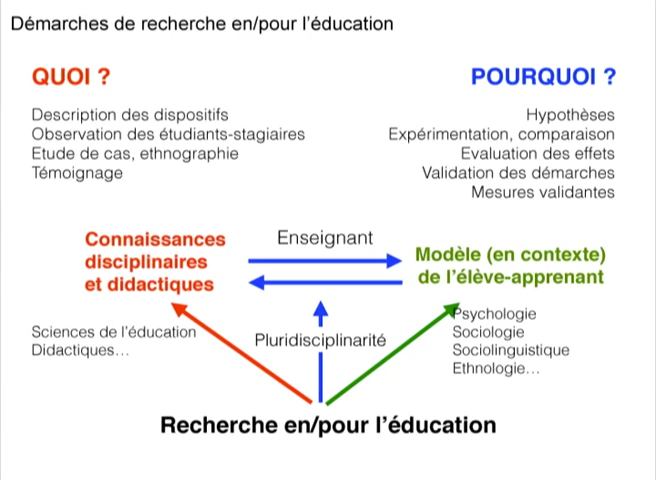 Démarches de recherche en/pour l'éducation
QUOI ?
Description des dispositifs
Observation des étudiants-stagiaires
Etude de cas, ethnographie
Témoignage
POURQUOI ?
Hypothèses
Expérimentation, comparaison
Evaluation des effets
Validation des démarches
Mesures validantes
Connaissances
disciplinaires
et didactiques
Enseignant
Modèle (en contexte)
de l'élève-apprenant
Sciences de l'éducation
Didactiques…
Pluridisciplinarité
Psychologie
Sociologie
Sociolinguistique
Ethnologie…
Recherche en/pour l'éducation